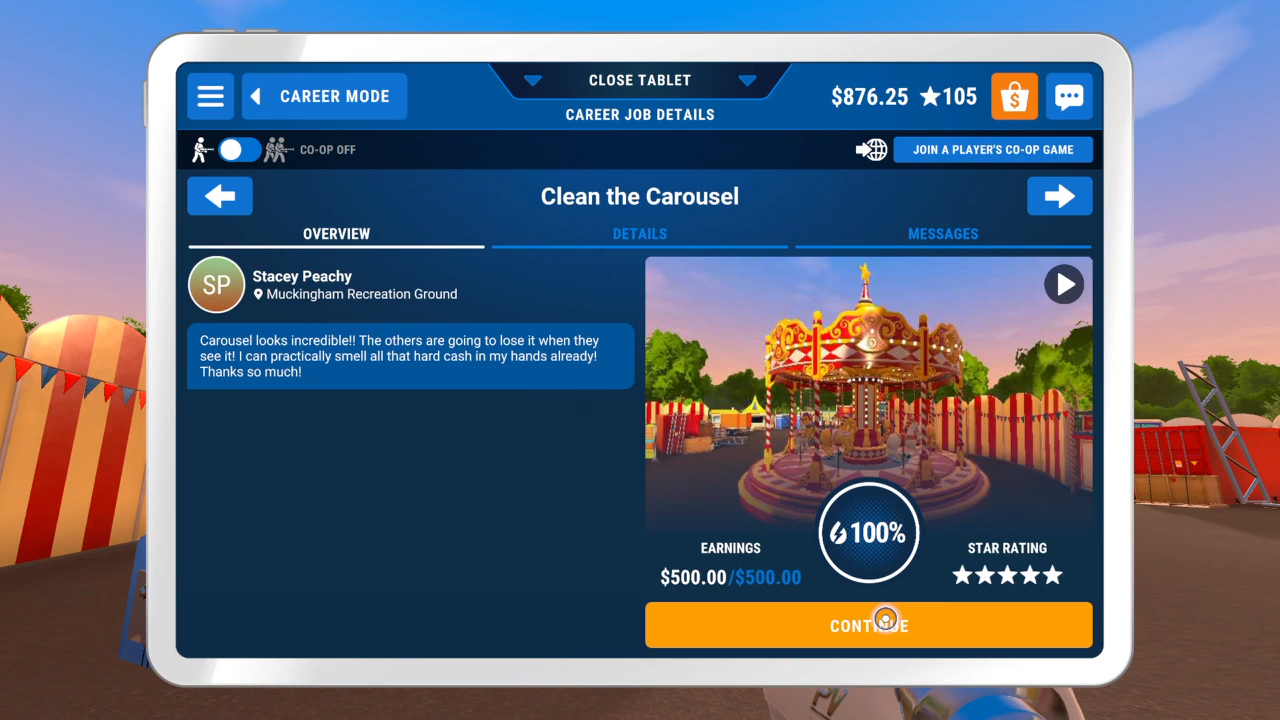 CLOSE TABLET
CAREER MODE
$876.25 ★105
$
CAREER JOB DETAILS
CO-OP OFF
JOIN A PLAYER'S CO-OP GAME
Clean the Carousel
OVERVIEW
DETAILS
MESSAGES
SP
Stacey Peachy
Muckingham Recreation Ground
Carousel looks incredible!! The others are going to lose it when they
see it! I can practically smell all that hard cash in my hands already!
Thanks so much!
100%
EARNINGS
$500.00/$500.00
STAR RATING
★★★★★
CONTINUE